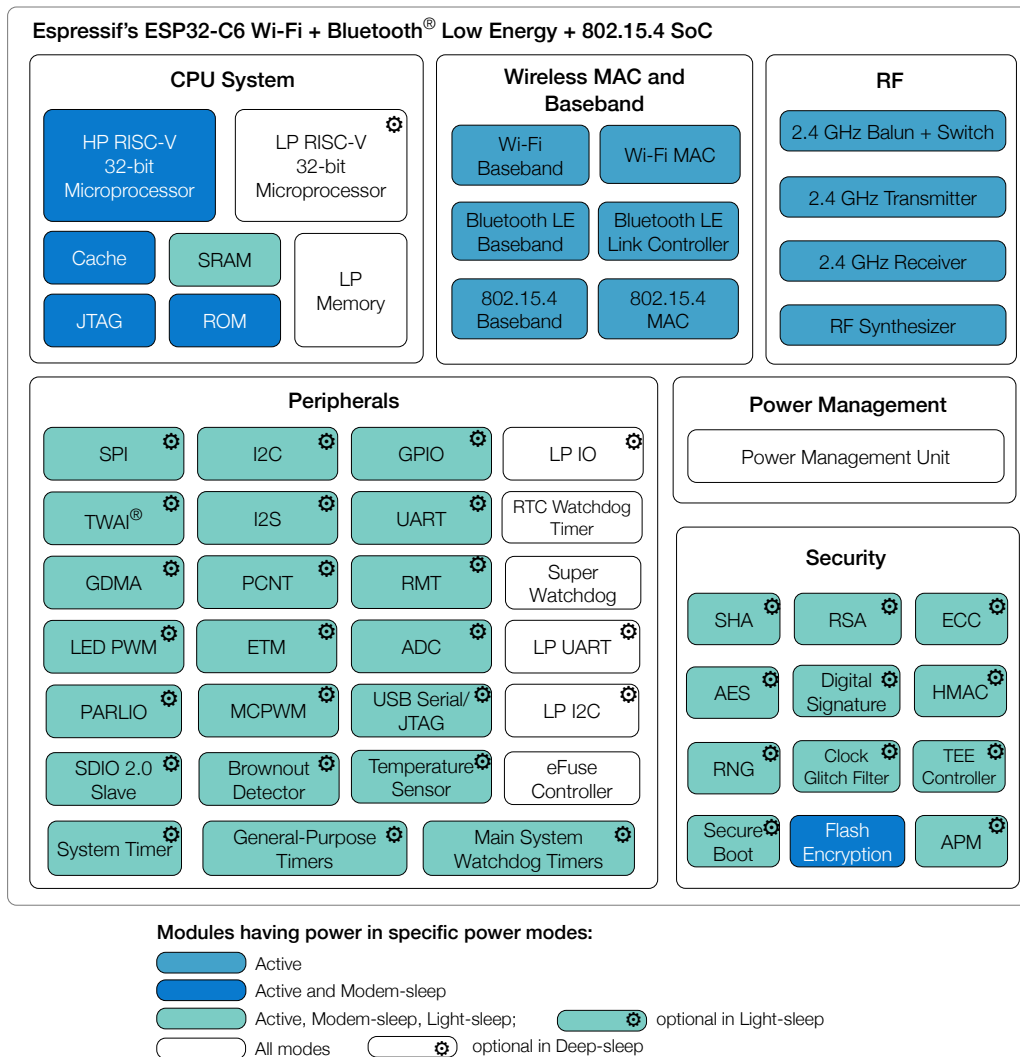 Espressif's ESP32-C6 Wi-Fi + Bluetooth® Low Energy + 802.15.4 SoC
CPU System
HP RISC-V
32-bit
Microprocessor
LP RISC-V
32-bit
Microprocessor
Cache
SRAM
LP
Memory
JTAG
ROM
Wireless MAC and
Baseband
Wi-Fi
Baseband
Wi-Fi MAC
Bluetooth LE
Baseband
Bluetooth LE
Link Controller
802.15.4
Baseband
802.15.4
MAC
RF
2.4 GHz Balun + Switch
2.4 GHz Transmitter
2.4 GHz Receiver
RF Synthesizer
Peripherals
SPI
I2C
GPIO
LP IO
TWAI®
I2S
UART
RTC Watchdog
Timer
GDMA
PCNT
RMT
Super
Watchdog
LED PWM
ETM
ADC
LP UART
PARLIO
MCPWM
USB Serial/
JTAG
LP I2C
SDIO 2.0
Slave
Brownout
Detector
Temperature
Sensor
eFuse
Controller
System Timer
General-Purpose
Timers
Main System
Watchdog Timers
Power Management
Power Management Unit
Security
SHA
RSA
ECC
AES
Digital
Signature
HMAC
RNG
Clock
Glitch Filter
TEE
Controller
Secure
Boot
Flash
Encryption
APM
Modules having power in specific power modes:
Active
Active and Modem-sleep
Active, Modem-sleep, Light-sleep;
optional in Light-sleep
All modes
optional in Deep-sleep